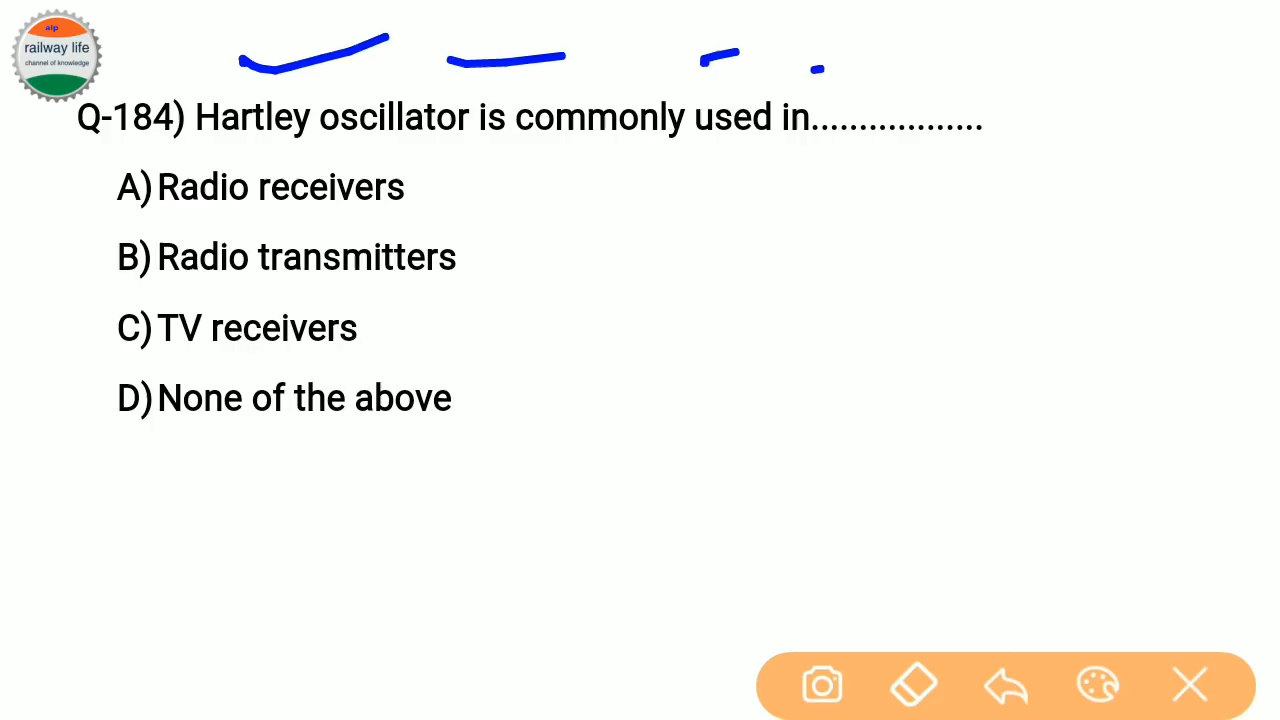 alp
railway life
channel of knowledge
Q-184) Hartley oscillator is commonly used in..................
A) Radio receivers
B) Radio transmitters
C) TV receivers
D) None of the above